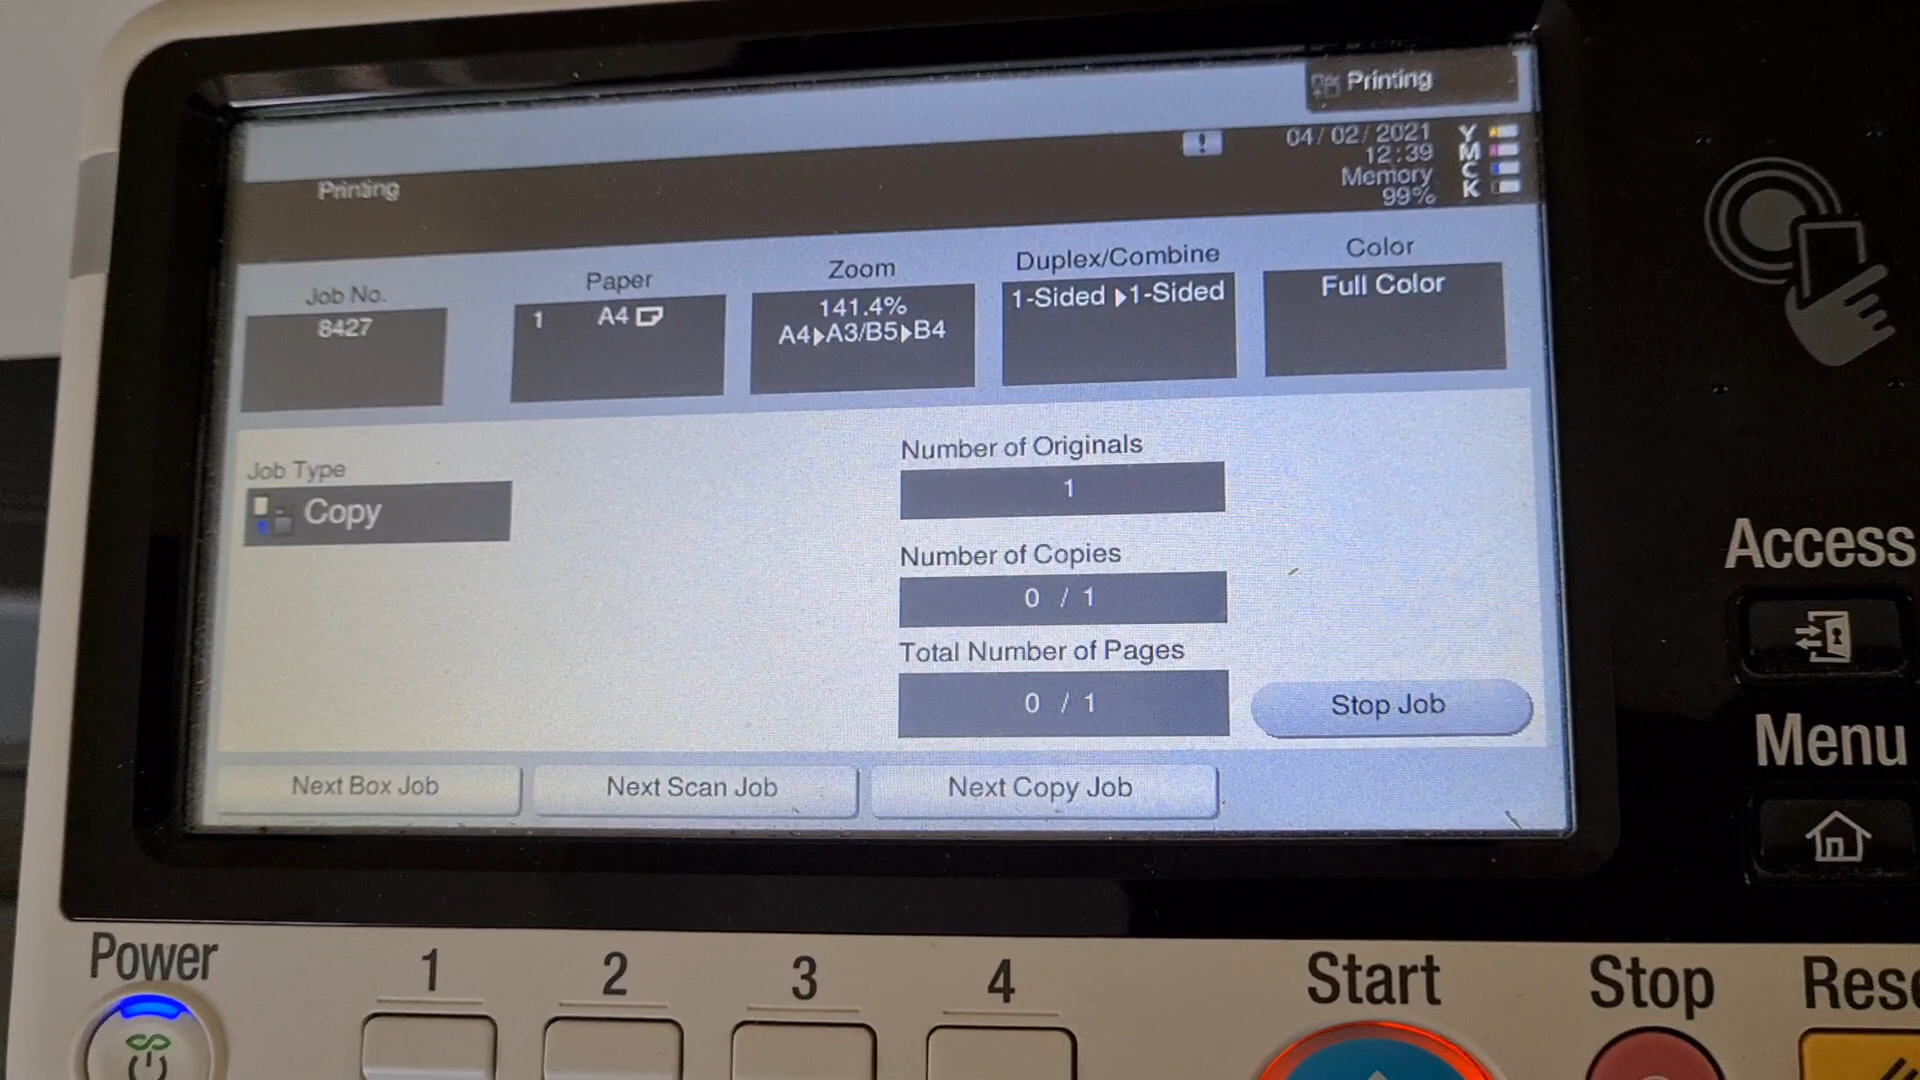 Printing
04/02/2021
12:39
Memory
99%
Y
M
C
K
Printing
Job No.
8427
Paper
1 A4
Zoom
141.4%
A4▶A3/B5▶B4
Duplex/Combine
1-Sided ▶1-Sided
Color
Full Color
Job Type
Copy
Number of Originals
1
Number of Copies
0 / 1
Total Number of Pages
0 / 1
Stop Job
Next Box Job
Next Scan Job
Next Copy Job
Access
Menu
Power
1
2
3
4
Start
Stop
Rese